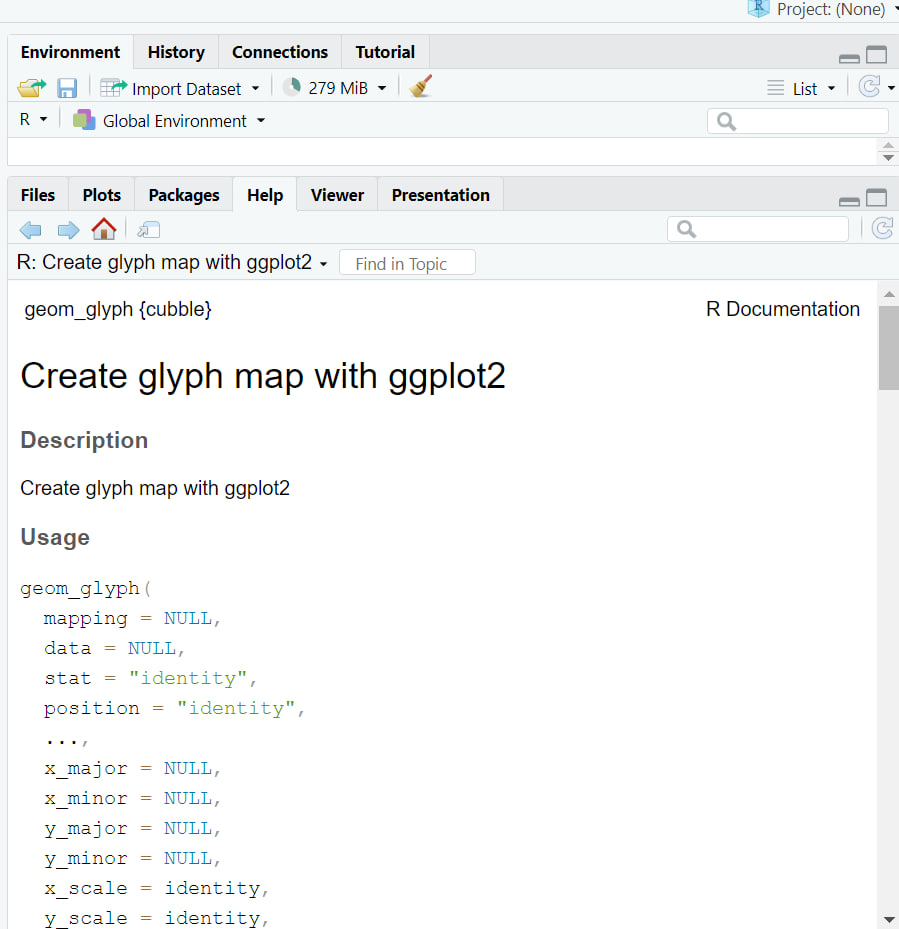 R Project: (None)
Environment History Connections Tutorial
Import Dataset 279 MiB List
R Global Environment
Files Plots Packages Help Viewer Presentation
R: Create glyph map with ggplot2 Find in Topic
geom_glyph {cubble} R Documentation
Create glyph map with ggplot2
Description
Create glyph map with ggplot2
Usage
geom_glyph(
mapping = NULL,
data = NULL,
stat = "identity",
position = "identity",
...,
x_major = NULL,
x_minor = NULL,
y_major = NULL,
y_minor = NULL,
x_scale = identity,
y_scale = identity,